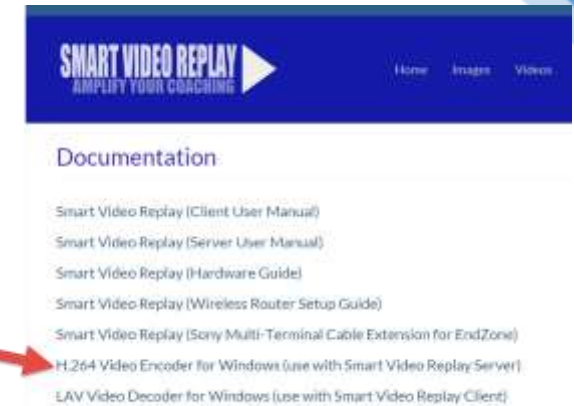 SMART VIDEO REPLAY
AMPLIFY YOUR COACHING
Home Images Videos
Documentation
Smart Video Replay (Client User Manual)
Smart Video Replay (Server User Manual)
Smart Video Replay (Hardware Guide)
Smart Video Replay (Wireless Router Setup Guide)
Smart Video Replay (Sony Multi-Terminal Cable Extension for EndZone)
H.264 Video Encoder for Windows (use with Smart Video Replay Server)
LAV Video Decoder for Windows (use with Smart Video Replay Client)